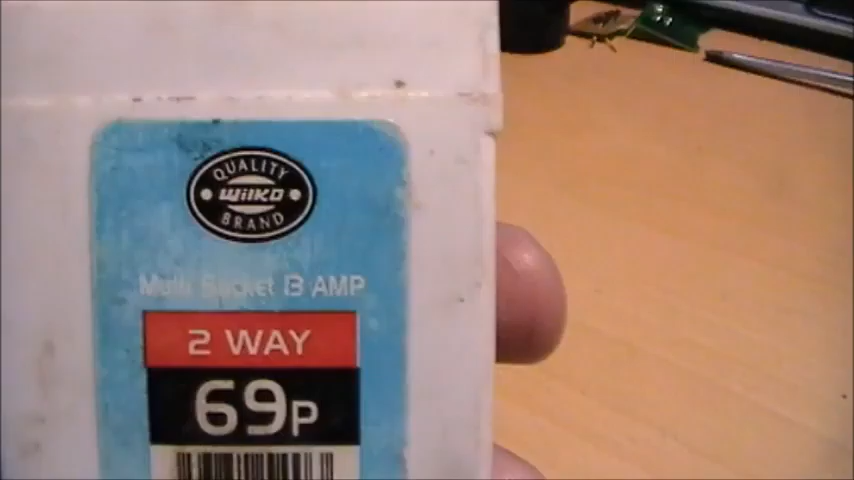 QUALITY
WilKO
BRAND
Multi Socket 13 AMP
2 WAY
69P